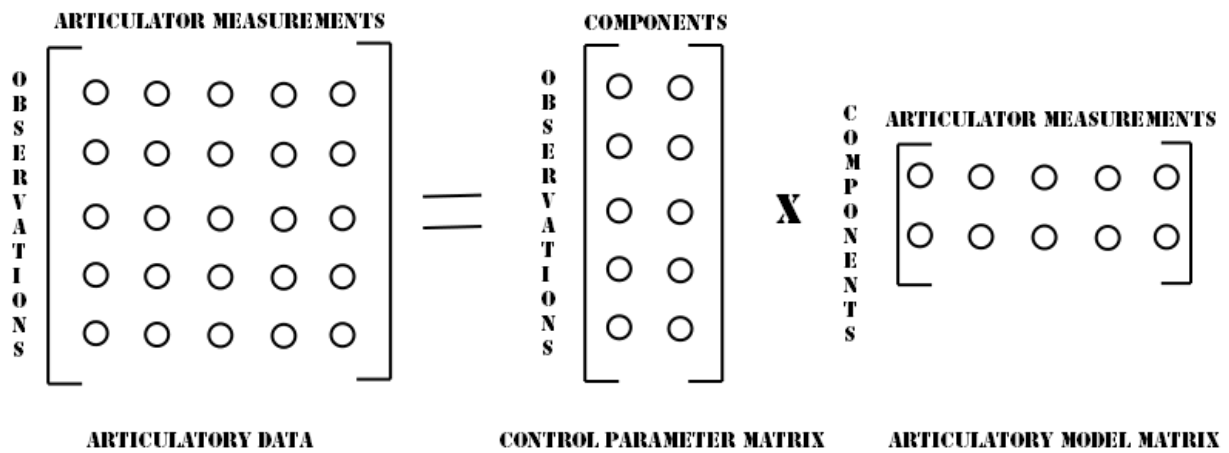 ARTICULATOR MEASUREMENTS
OBSERVATIONS
ARTICULATORY DATA
COMPONENTS
OBSERVATIONS
CONTROL PARAMETER MATRIX
X
COMPONENTS
ARTICULATOR MEASUREMENTS
ARTICULATORY MODEL MATRIX